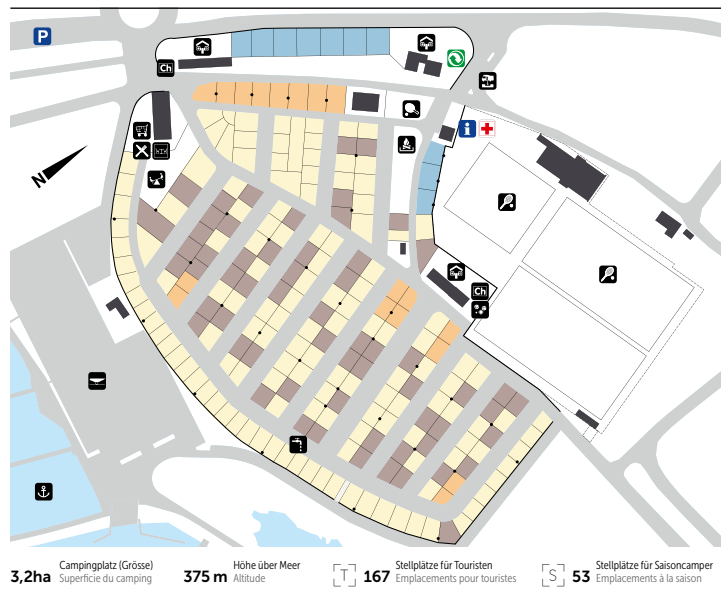 P
Ch
N
i
Ch
3,2ha Campingplatz (Grösse)
Superficie du camping
375 m Höhe über Meer
Altitude
T 167 Stellplätze für Touristen
Emplacements pour touristes
S 53 Stellplätze für Saisoncamper
Emplacements à la saison